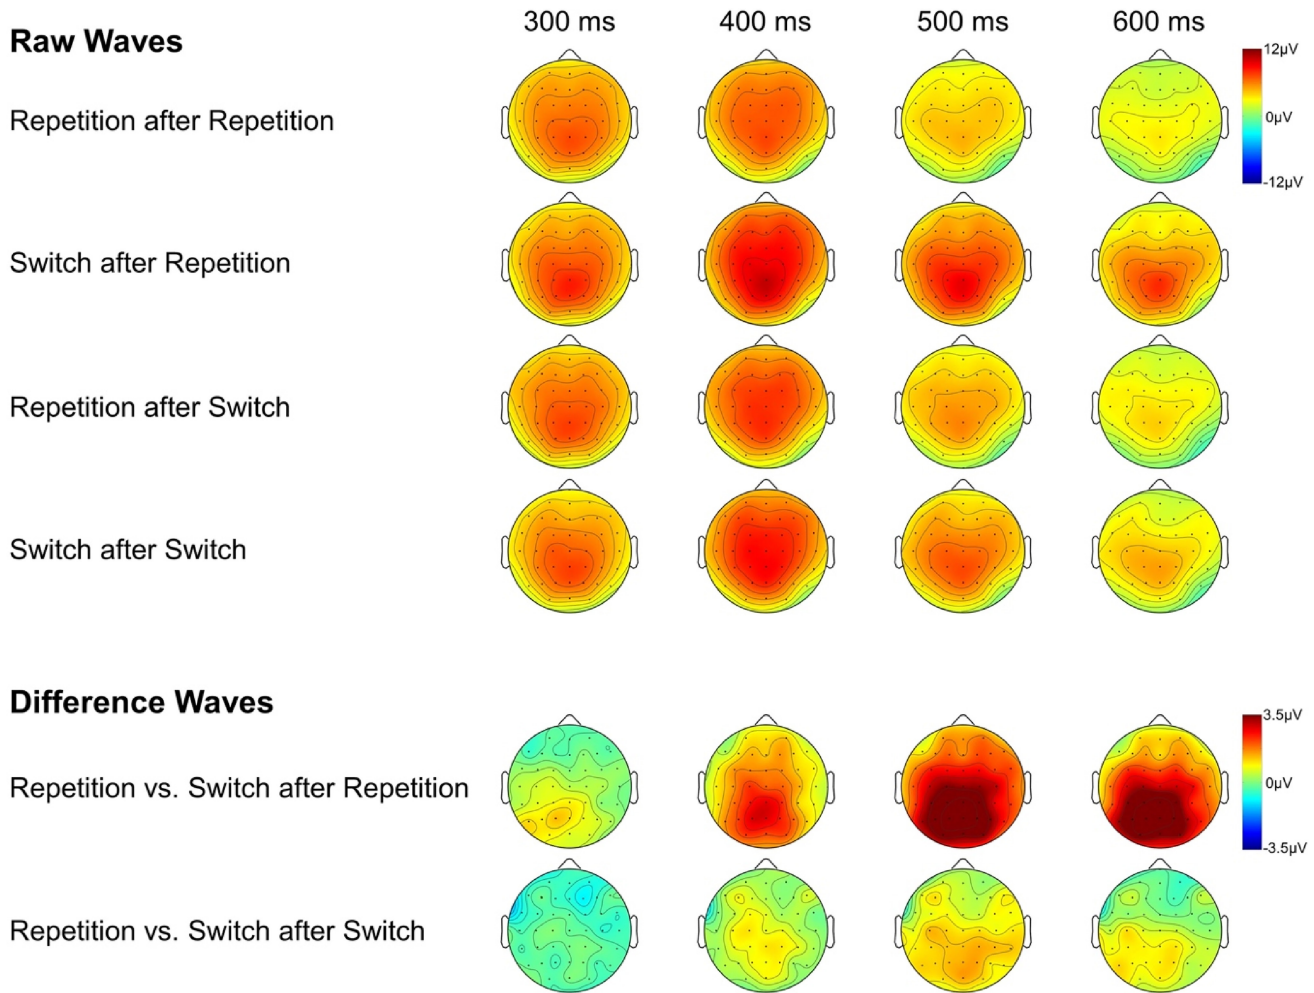 300 ms 400 ms 500 ms 600 ms
Raw Waves
12µV
Repetition after Repetition
0µV
-12µV
Switch after Repetition
Repetition after Switch
Switch after Switch
Difference Waves
3.5µV
Repetition vs. Switch after Repetition
0µV
-3.5µV
Repetition vs. Switch after Switch